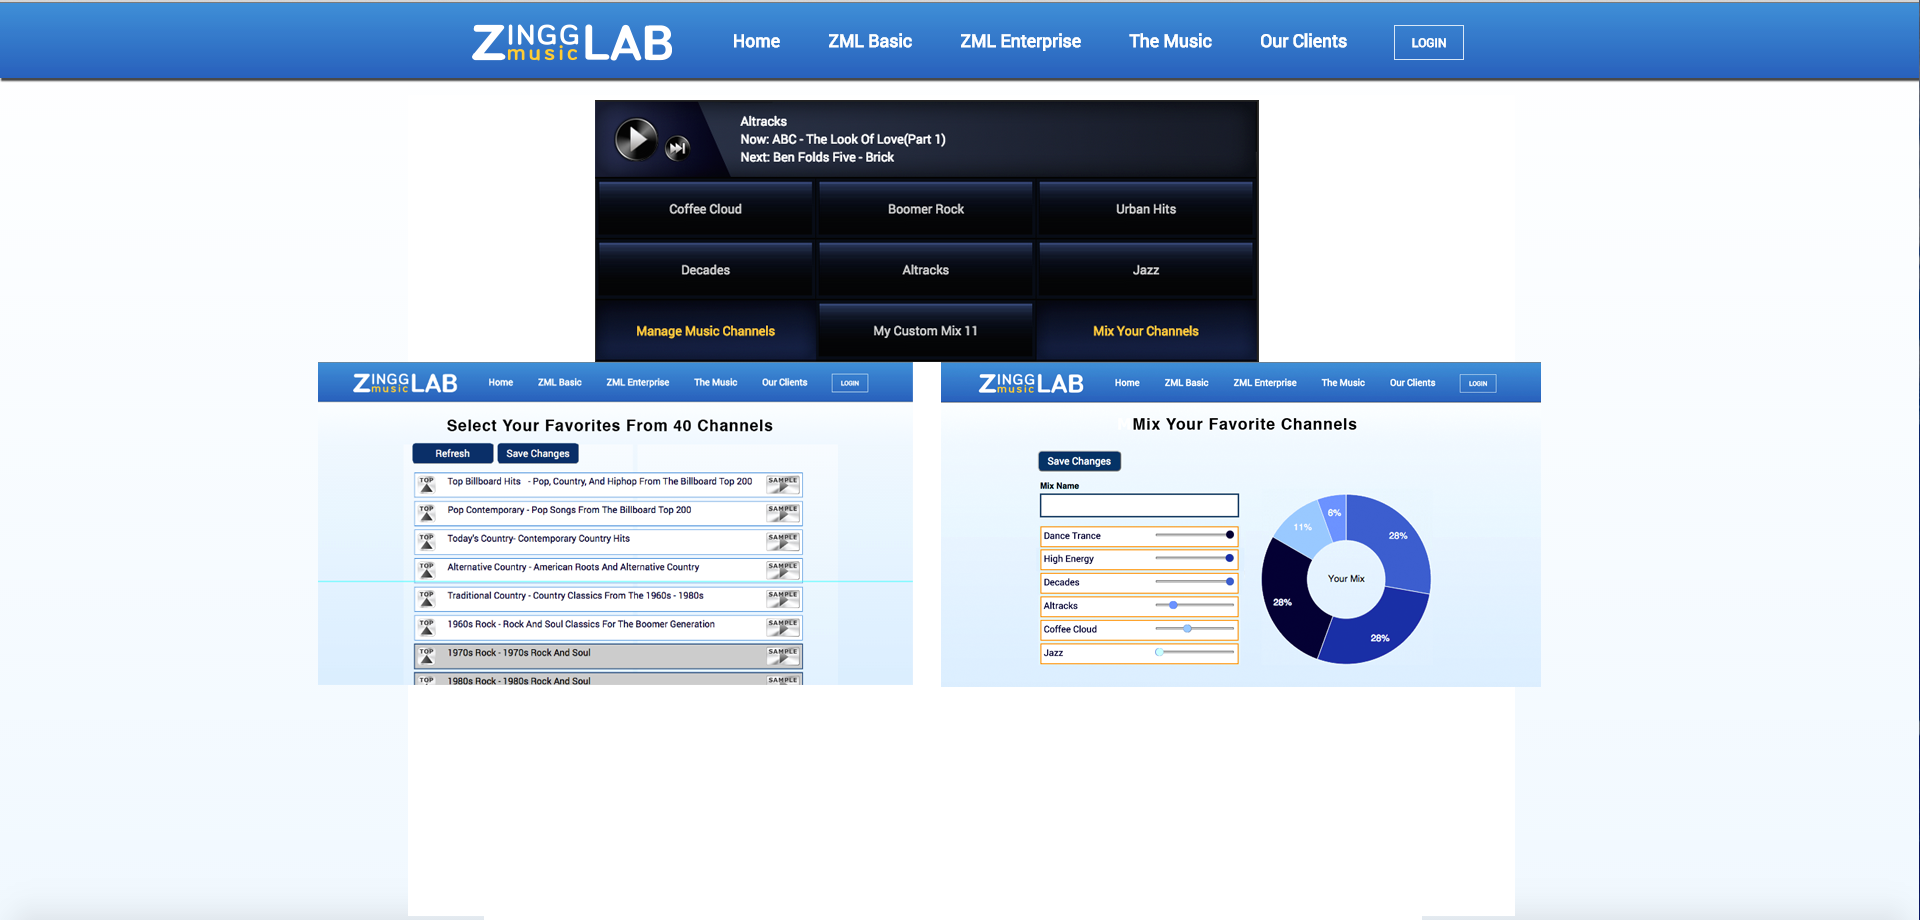 ZINGG music LAB Home ZML Basic ZML Enterprise The Music Our Clients LOGIN
Altracks
Now: ABC - The Look Of Love(Part 1)
Next: Ben Folds Five - Brick
Coffee Cloud Boomer Rock Urban Hits
Decades Altracks Jazz
Manage Music Channels My Custom Mix 11 Mix Your Channels
ZINGG music LAB Home ZML Basic ZML Enterprise The Music Our Clients LOGIN
Select Your Favorites From 40 Channels
Refresh Save Changes
TOP Top Billboard Hits - Pop, Country, And Hiphop From The Billboard Top 200 SAMPLE
TOP Pop Contemporary - Pop Songs From The Billboard Top 200 SAMPLE
TOP Today's Country- Contemporary Country Hits SAMPLE
TOP Alternative Country - American Roots And Alternative Country SAMPLE
TOP Traditional Country - Country Classics From The 1960s - 1980s SAMPLE
TOP 1960s Rock - Rock And Soul Classics For The Boomer Generation SAMPLE
TOP 1970s Rock - 1970s Rock And Soul SAMPLE
TOP 1980s Rock - 1980s Rock And Soul SAMPLE
ZINGG music LAB Home ZML Basic ZML Enterprise The Music Our Clients LOGIN
Mix Your Favorite Channels
Save Changes
Mix Name
Dance Trance
High Energy
Decades
Altracks
Coffee Cloud
Jazz
6%
11%
28%
Your Mix
28%
28%